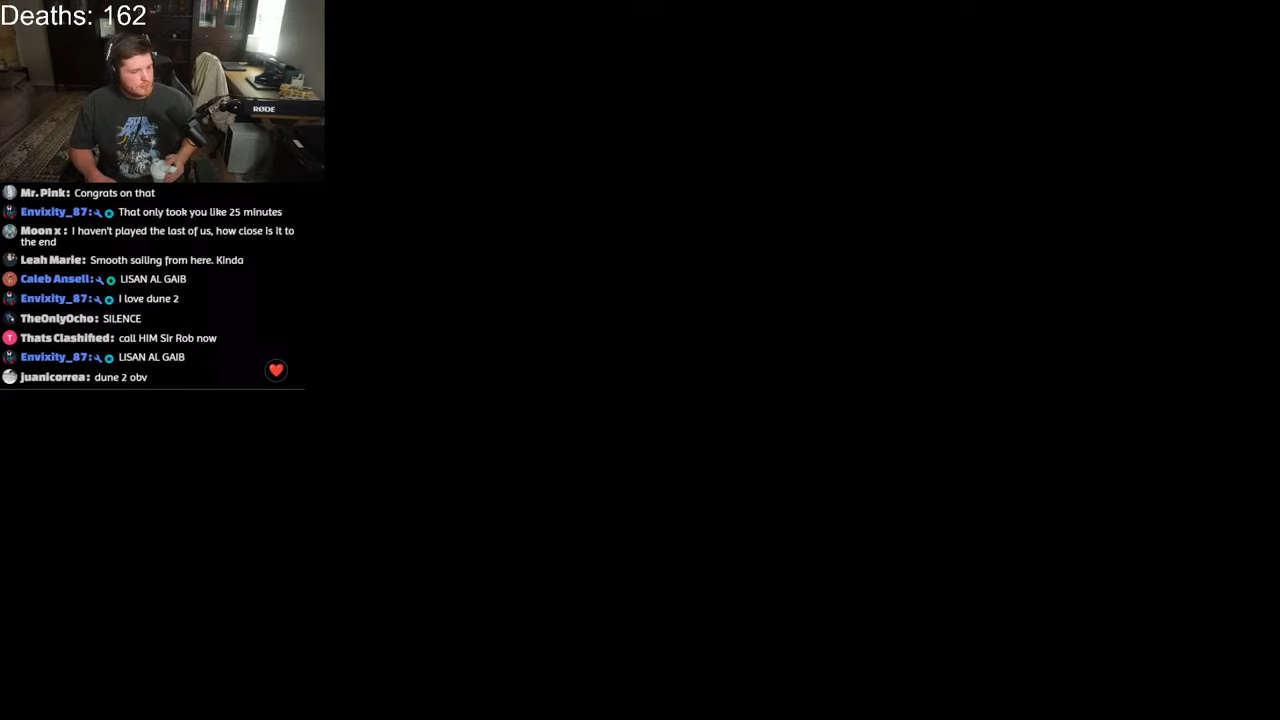 Deaths: 162
RØDE
STAR
WARS
Mr. Pink: Congrats on that
Envixity_87: That only took you like 25 minutes
Moon x : I haven't played the last of us, how close is it to
the end
Leah Marie: Smooth sailing from here. Kinda
Caleb Ansell: LISAN AL GAIB
Envixity_87: I love dune 2
TheOnlyOcho: SILENCE
T Thats Clashified: call HIM Sir Rob now
Envixity_87: LISAN AL GAIB
juanicorrea: dune 2 obv